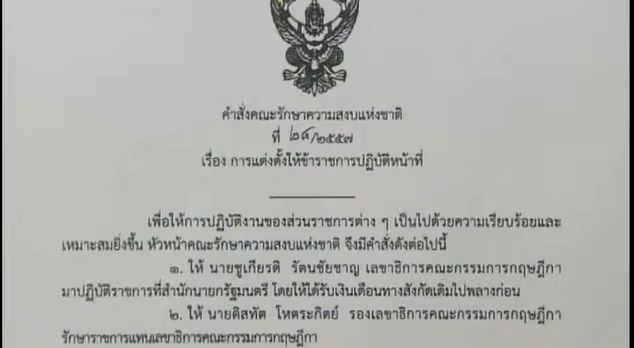 คำสั่งคณะรักษาความสงบแห่งชาติ
ที่ ๒๘/๒๕๕๗
เรื่อง การแต่งตั้งให้ข้าราชการปฏิบัติหน้าที่
เพื่อให้การปฏิบัติงานของส่วนราชการต่าง ๆ เป็นไปด้วยความเรียบร้อยและ
เหมาะสมยิ่งขึ้น หัวหน้าคณะรักษาความสงบแห่งชาติ จึงมีคำสั่งดังต่อไปนี้
๑. ให้ นายชูเกียรติ รัตนชัยชาญ เลขาธิการคณะกรรมการกฤษฎีกา
มาปฏิบัติราชการที่สำนักนายกรัฐมนตรี โดยให้ได้รับเงินเดือนทางสังกัดเดิมไปพลางก่อน
๒. ให้ นายดิสทัต โหตระกิตย์ รองเลขาธิการคณะกรรมการกฤษฎีกา
รักษาราชการแทนเลขาธิการคณะกรรมการกฤษฎีกา